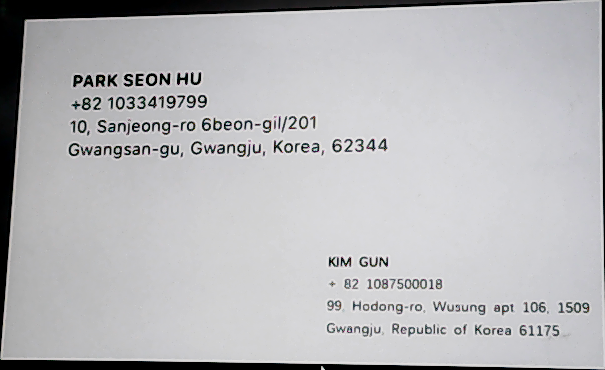 PARK SEON HU
+82 1033419799
10, Sanjeong-ro 6beon-gil/201
Gwangsan-gu, Gwangju, Korea, 62344
KIM GUN
+ 82 1087500018
99, Hodong-ro, Wusung apt 106, 1509
Gwangju, Republic of Korea 61175